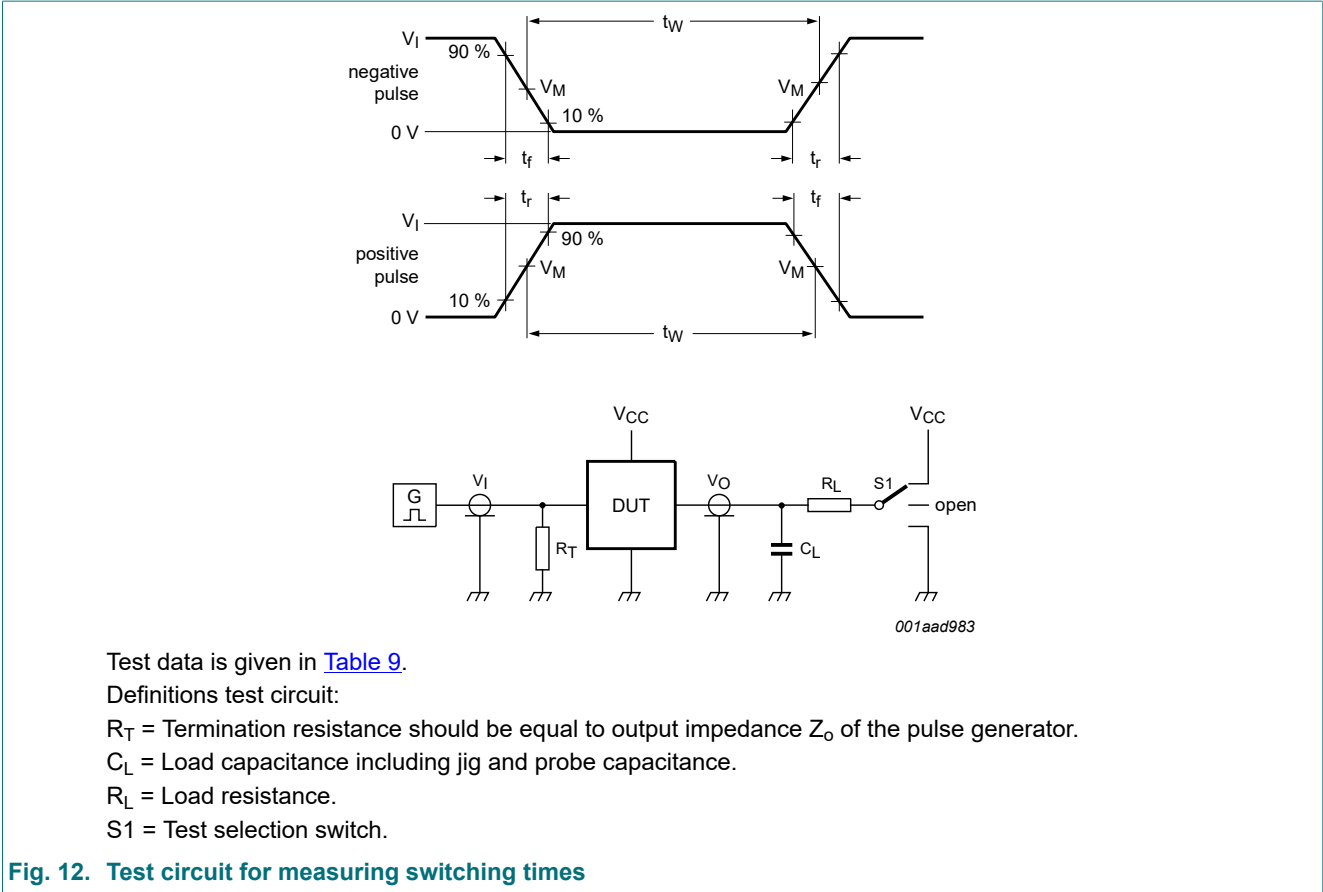 tW
VI
90 %
negative
pulse
VM
VM
10 %
0 V
tf
tr
tr
tf
VI
90 %
positive
pulse
VM
VM
10 %
0 V
tW
VCC
VCC
G
VI
DUT
VO
RL
S1
open
RT
CL
001aad983
Test data is given in Table 9.
Definitions test circuit:
RT = Termination resistance should be equal to output impedance Zo of the pulse generator.
CL = Load capacitance including jig and probe capacitance.
RL = Load resistance.
S1 = Test selection switch.
Fig. 12. Test circuit for measuring switching times